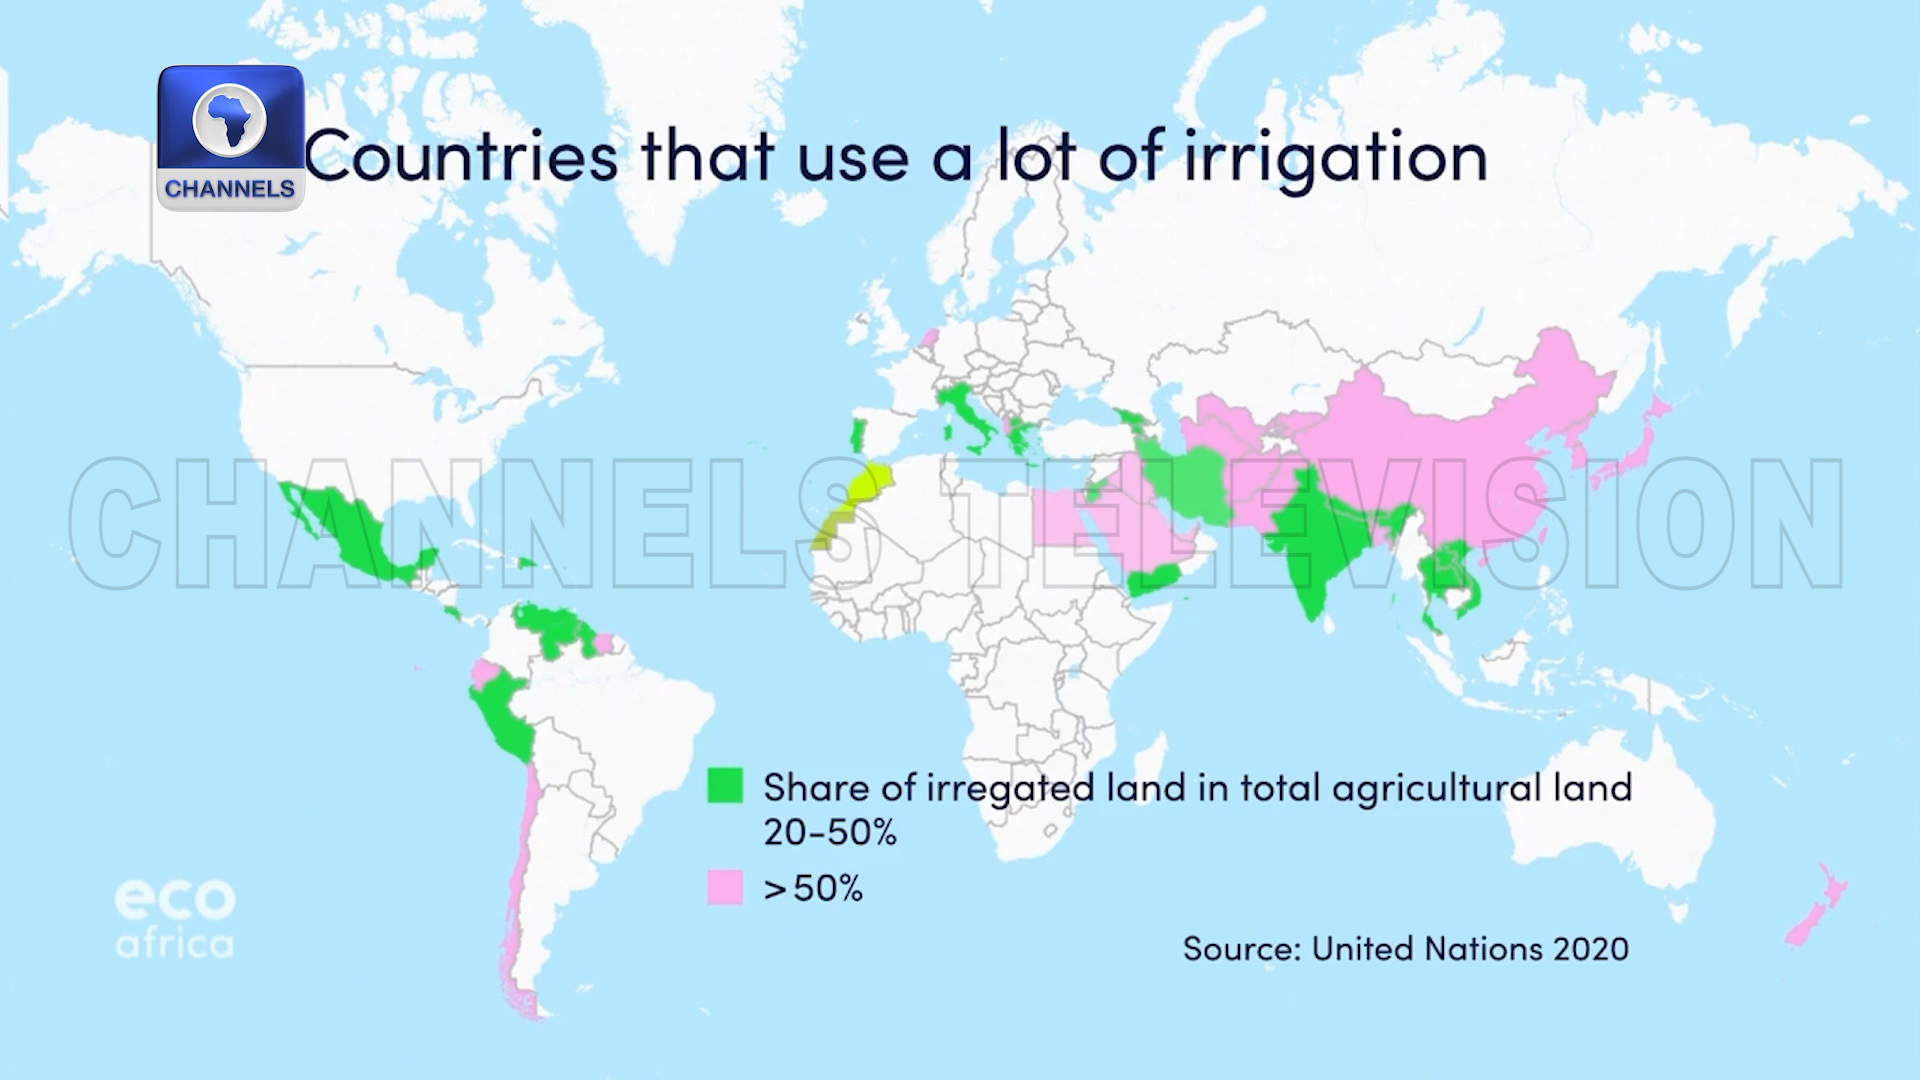 CHANNELS
Countries that use a lot of irrigation
CHANNELS TELEVISION
Share of irregated land in total agricultural land
20-50%
>50%
eco
africa
Source: United Nations 2020